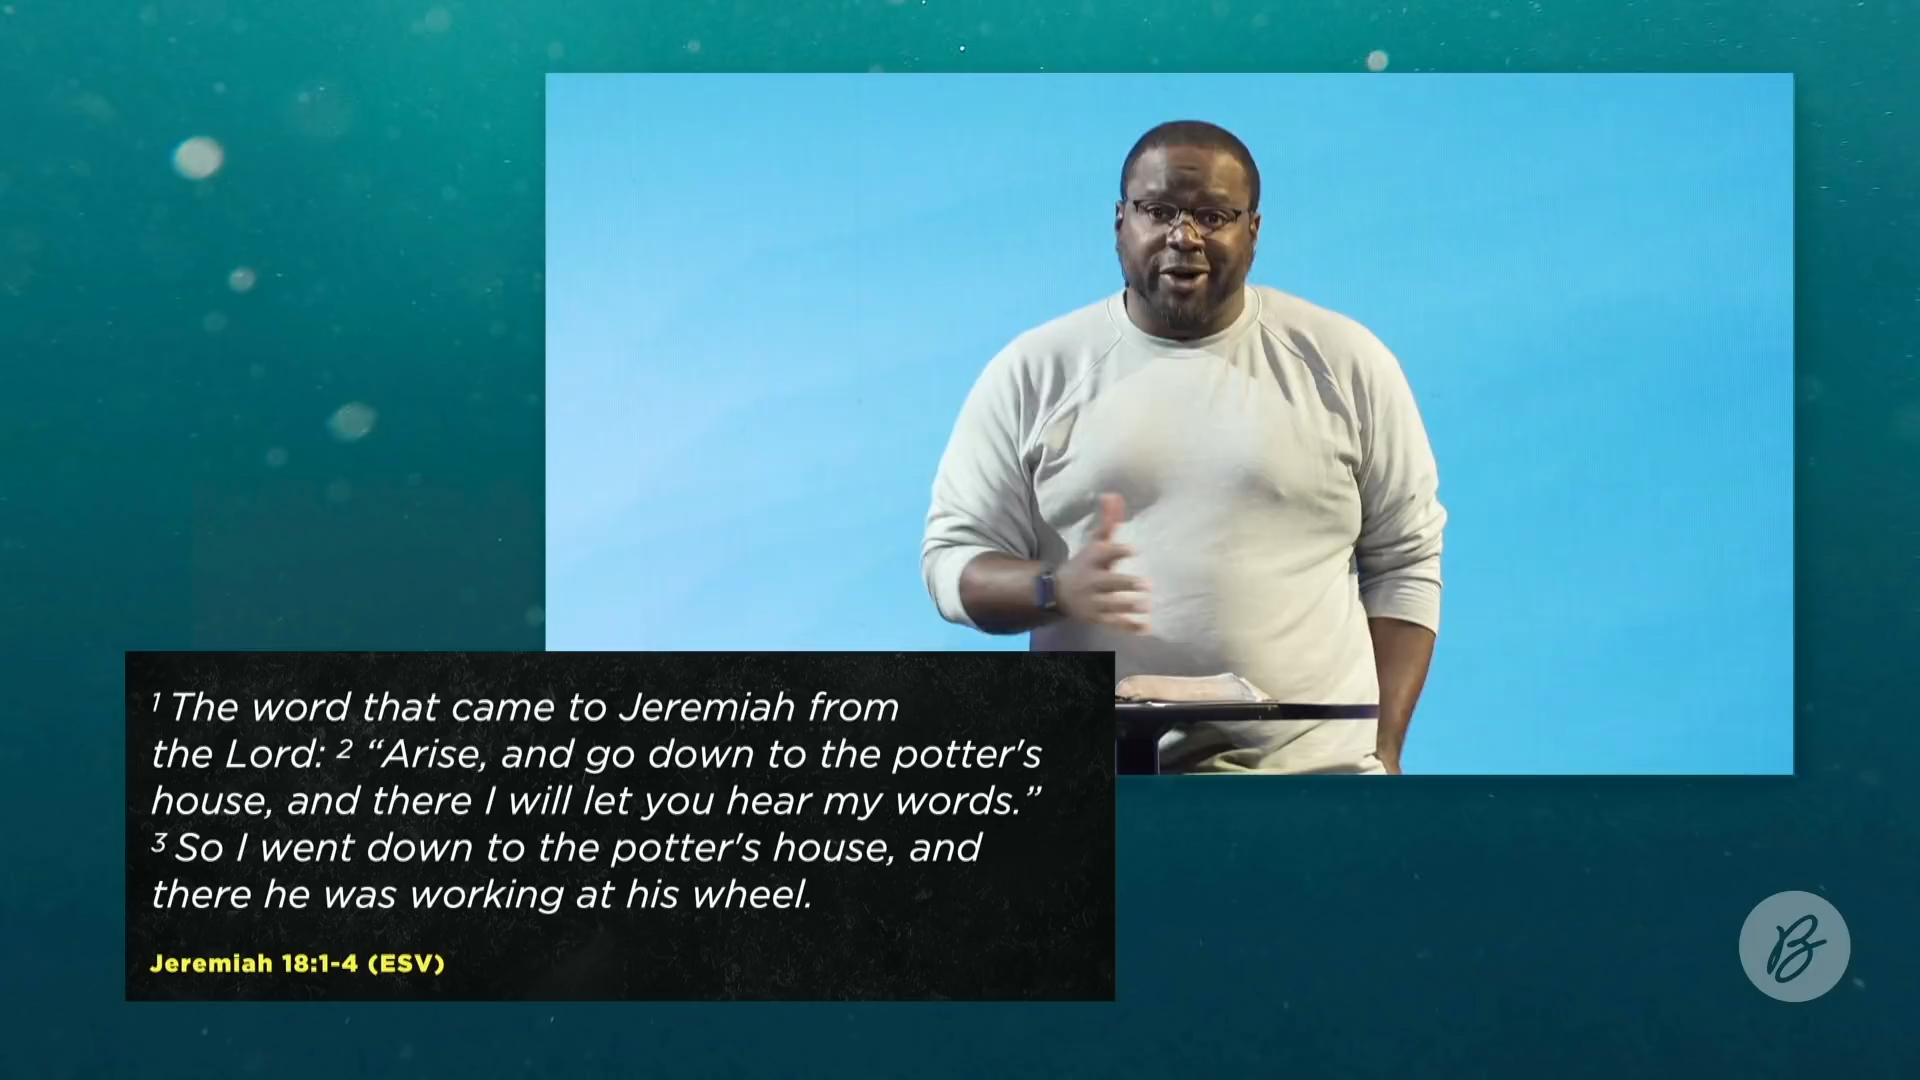 1 The word that came to Jeremiah from
the Lord: 2 “Arise, and go down to the potter's
house, and there I will let you hear my words.”
3 So I went down to the potter's house, and
there he was working at his wheel.
Jeremiah 18:1-4 (ESV)
B